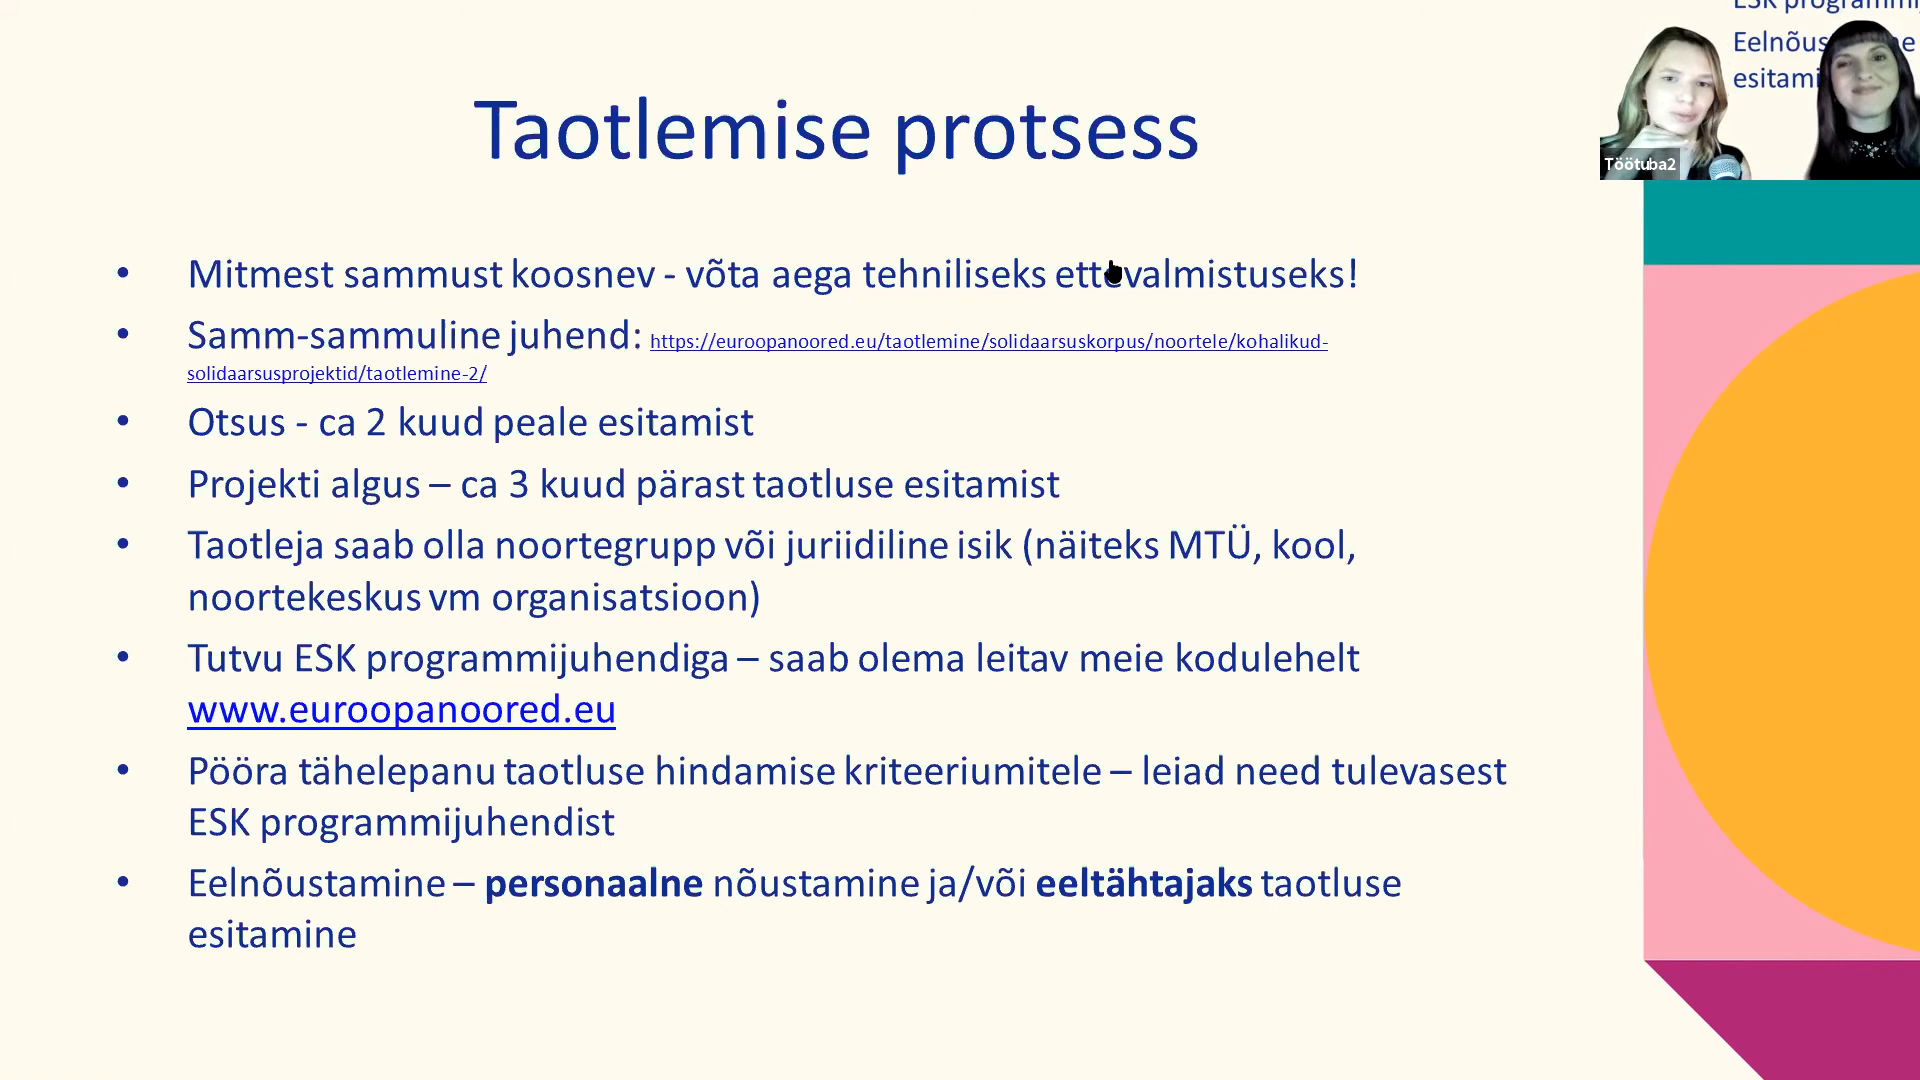 Taotlemise protsess
• Mitmest sammust koosnev - võta aega tehniliseks ettevalmistuseks!
• Samm-sammuline juhend: https://euroopanoored.eu/taotlemine/solidaarsuskorpus/noortele/kohalikud-
solidaarsusprojektid/taotlemine-2/
• Otsus - ca 2 kuud peale esitamist
• Projekti algus – ca 3 kuud pärast taotluse esitamist
• Taotleja saab olla noortegrupp või juriidiline isik (näiteks MTÜ, kool,
noortekeskus vm organisatsioon)
• Tutvu ESK programmijuhendiga – saab olema leitav meie kodulehelt
www.euroopanoored.eu
• Pööra tähelepanu taotluse hindamise kriteeriumitele – leiad need tulevasest
ESK programmijuhendist
• Eelnõustamine – personaalne nõustamine ja/või eeltähtajaks taotluse
esitamine
Töötuba2